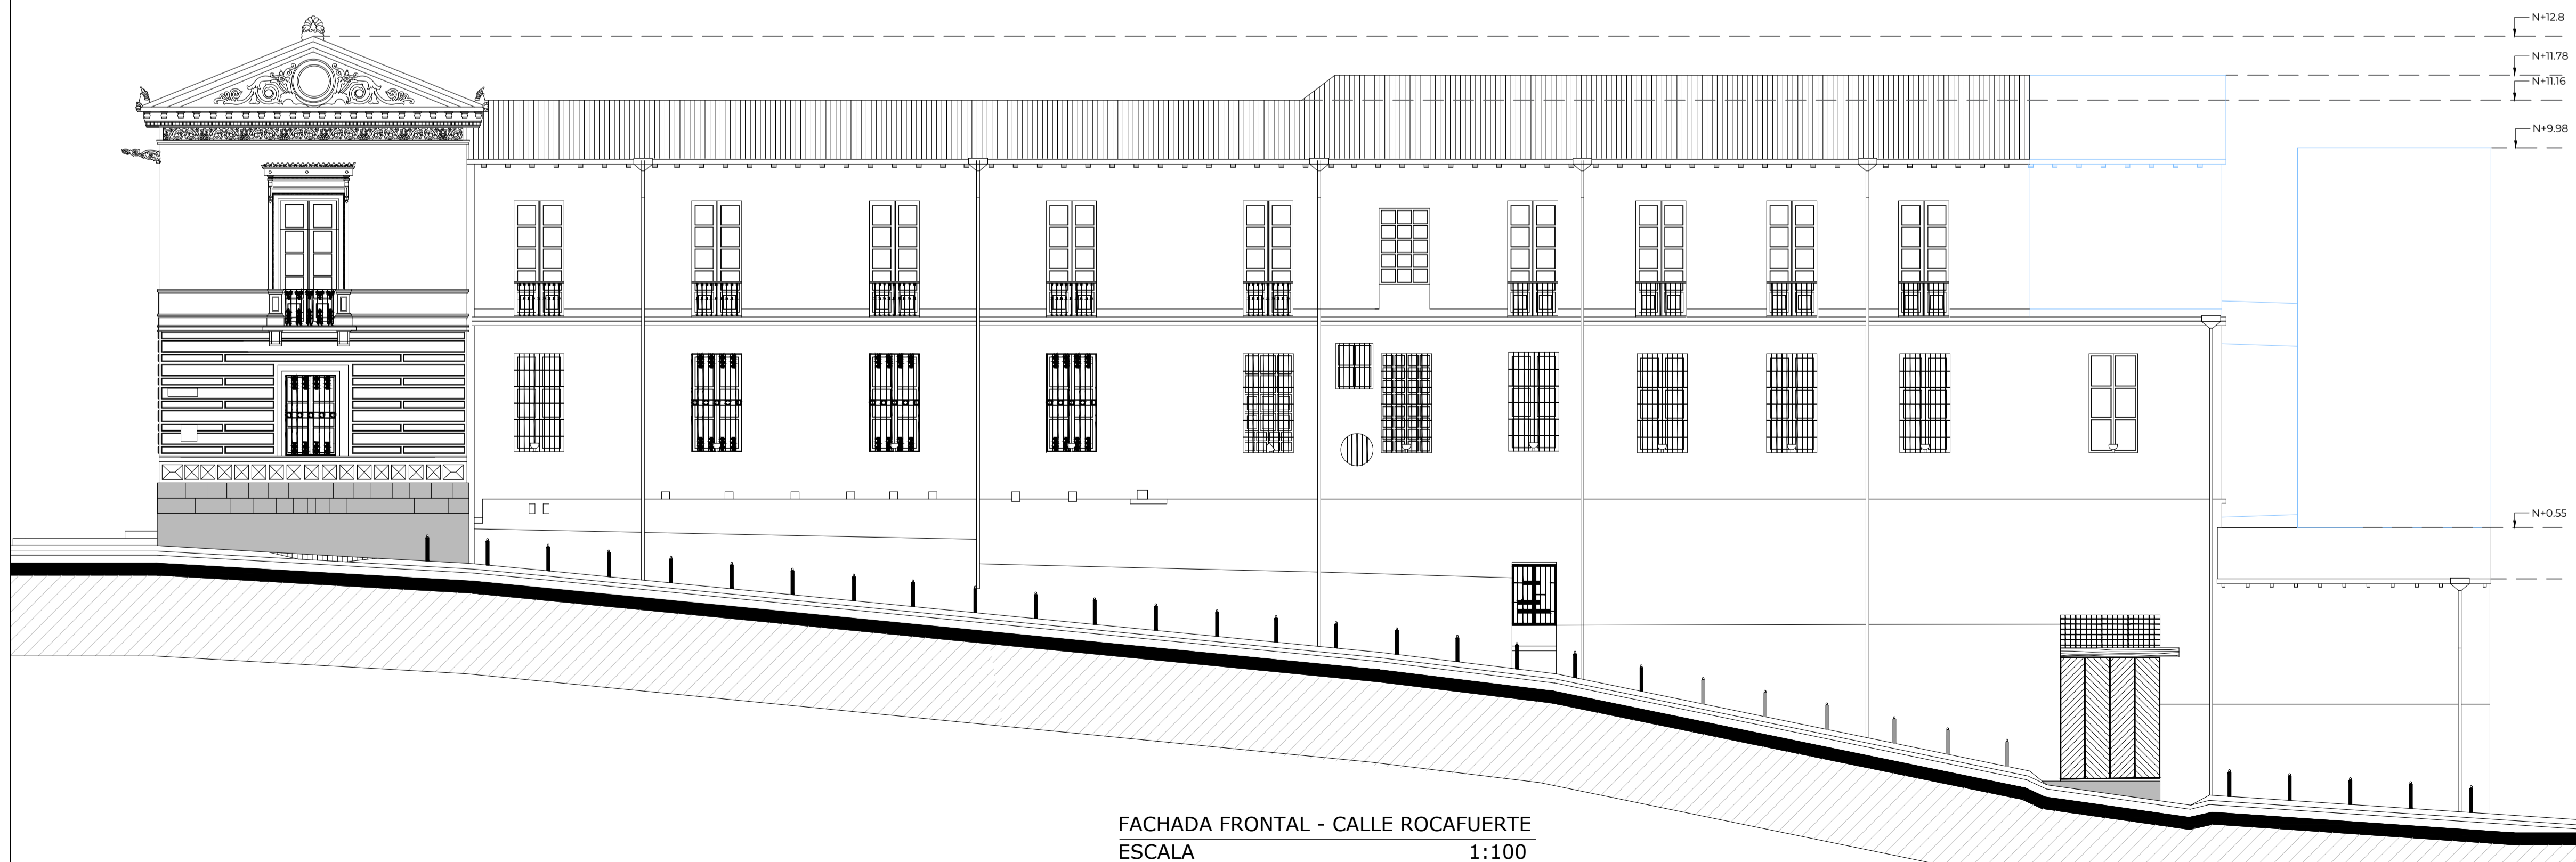 N+12.8
N+11.78
N+11.16
N+9.98
N+0.55
FACHADA FRONTAL - CALLE ROCAFUERTE
ESCALA 1:100